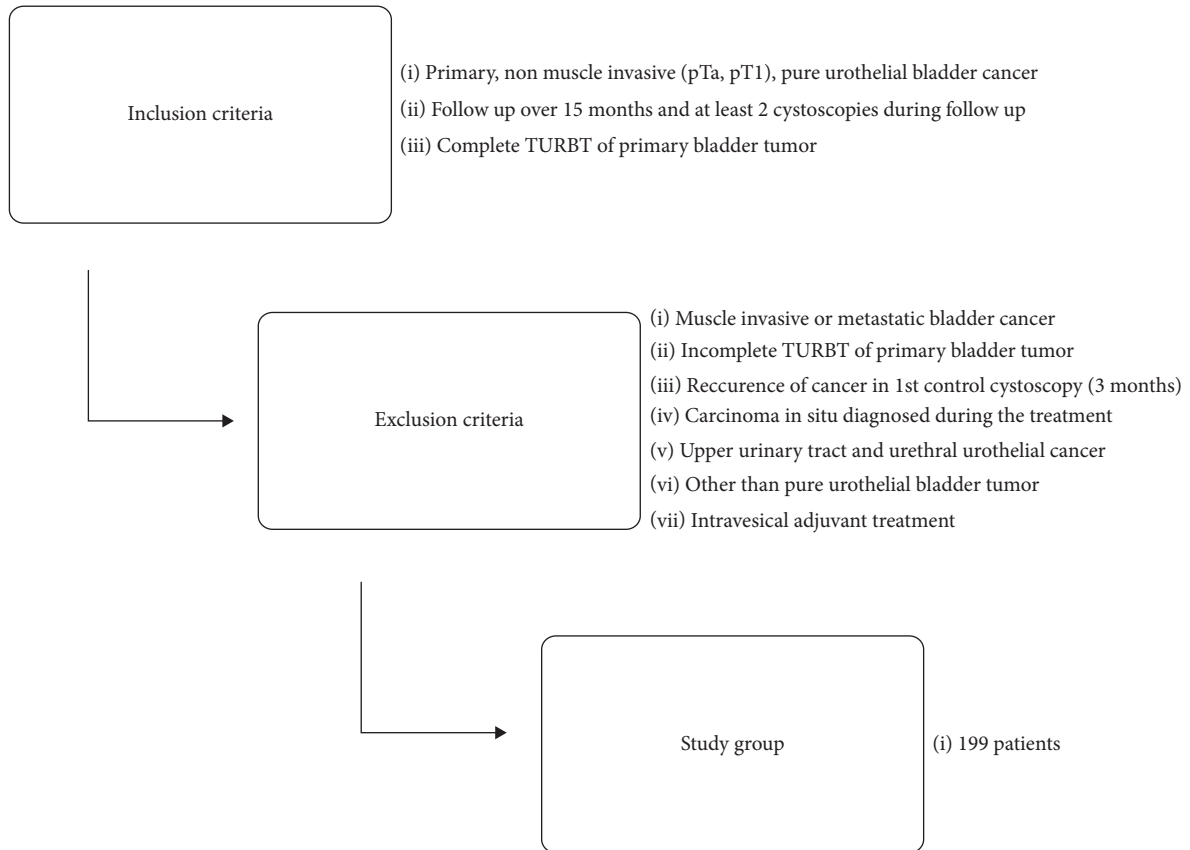 Inclusion criteria
(i) Primary, non muscle invasive (pTa, pT1), pure urothelial bladder cancer
(ii) Follow up over 15 months and at least 2 cystoscopies during follow up
(iii) Complete TURBT of primary bladder tumor
Exclusion criteria
(i) Muscle invasive or metastatic bladder cancer
(ii) Incomplete TURBT of primary bladder tumor
(iii) Reccurence of cancer in 1st control cystoscopy (3 months)
(iv) Carcinoma in situ diagnosed during the treatment
(v) Upper urinary tract and urethral urothelial cancer
(vi) Other than pure urothelial bladder tumor
(vii) Intravesical adjuvant treatment
Study group
(i) 199 patients